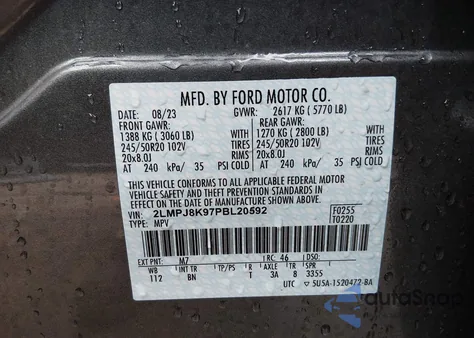 MFD. BY FORD MOTOR CO.
DATE: 08/23 GVWR: 2617 KG ( 5770 LB)
FRONT GAWR: REAR GAWR:
1388 KG ( 3060 LB) WITH 1270 KG ( 2800 LB) WITH
245/50R20 102V TIRES 245/50R20 102V TIRES
20x8.0J RIMS 20x8.0J RIMS
AT 240 kPa/ 35 PSI COLD AT 240 kPa/ 35 PSI COLD
THIS VEHICLE CONFORMS TO ALL APPLICABLE FEDERAL MOTOR
VEHICLE SAFETY AND THEFT PREVENTION STANDARDS IN
EFFECT ON THE DATE OF MANUFACTURE SHOWN ABOVE.
VIN: 2LMPJ8K97PBL20592 F0255
TYPE: MPV T0220
EXT PNT: M7 RC: 46 DSO:
WB INT TR TP/PS R AXLE TR SPR
112 BN T 3A 8 3355
UTC 5U5A-1520472-BA
autoSnap